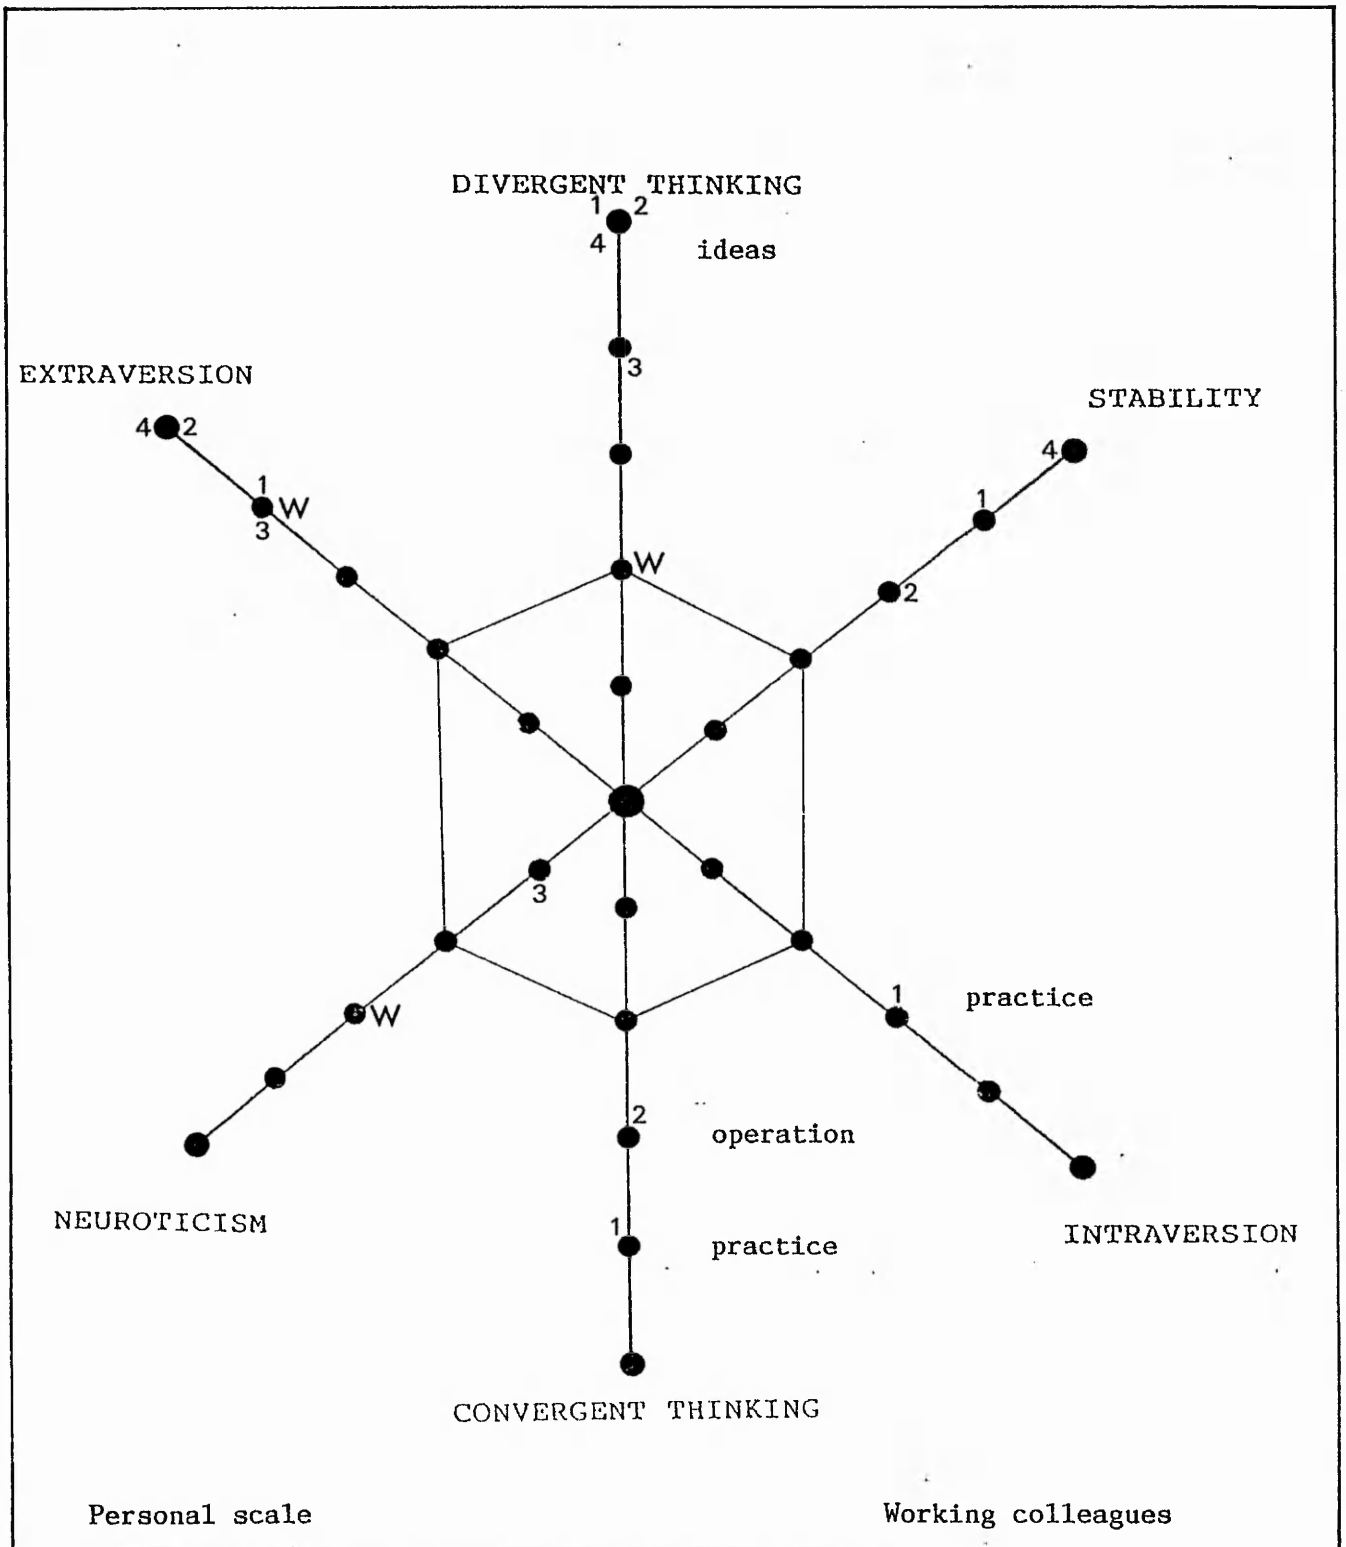 DIVERGENT THINKING
1 2
4 ideas
3
EXTRAVERSION
STABILITY
4 2
4
1
W
3
1
2
W
3
W
1 practice
2
operation
NEUROTICISM
1 practice
INTRAVERSION
CONVERGENT THINKING
Personal scale Working colleagues